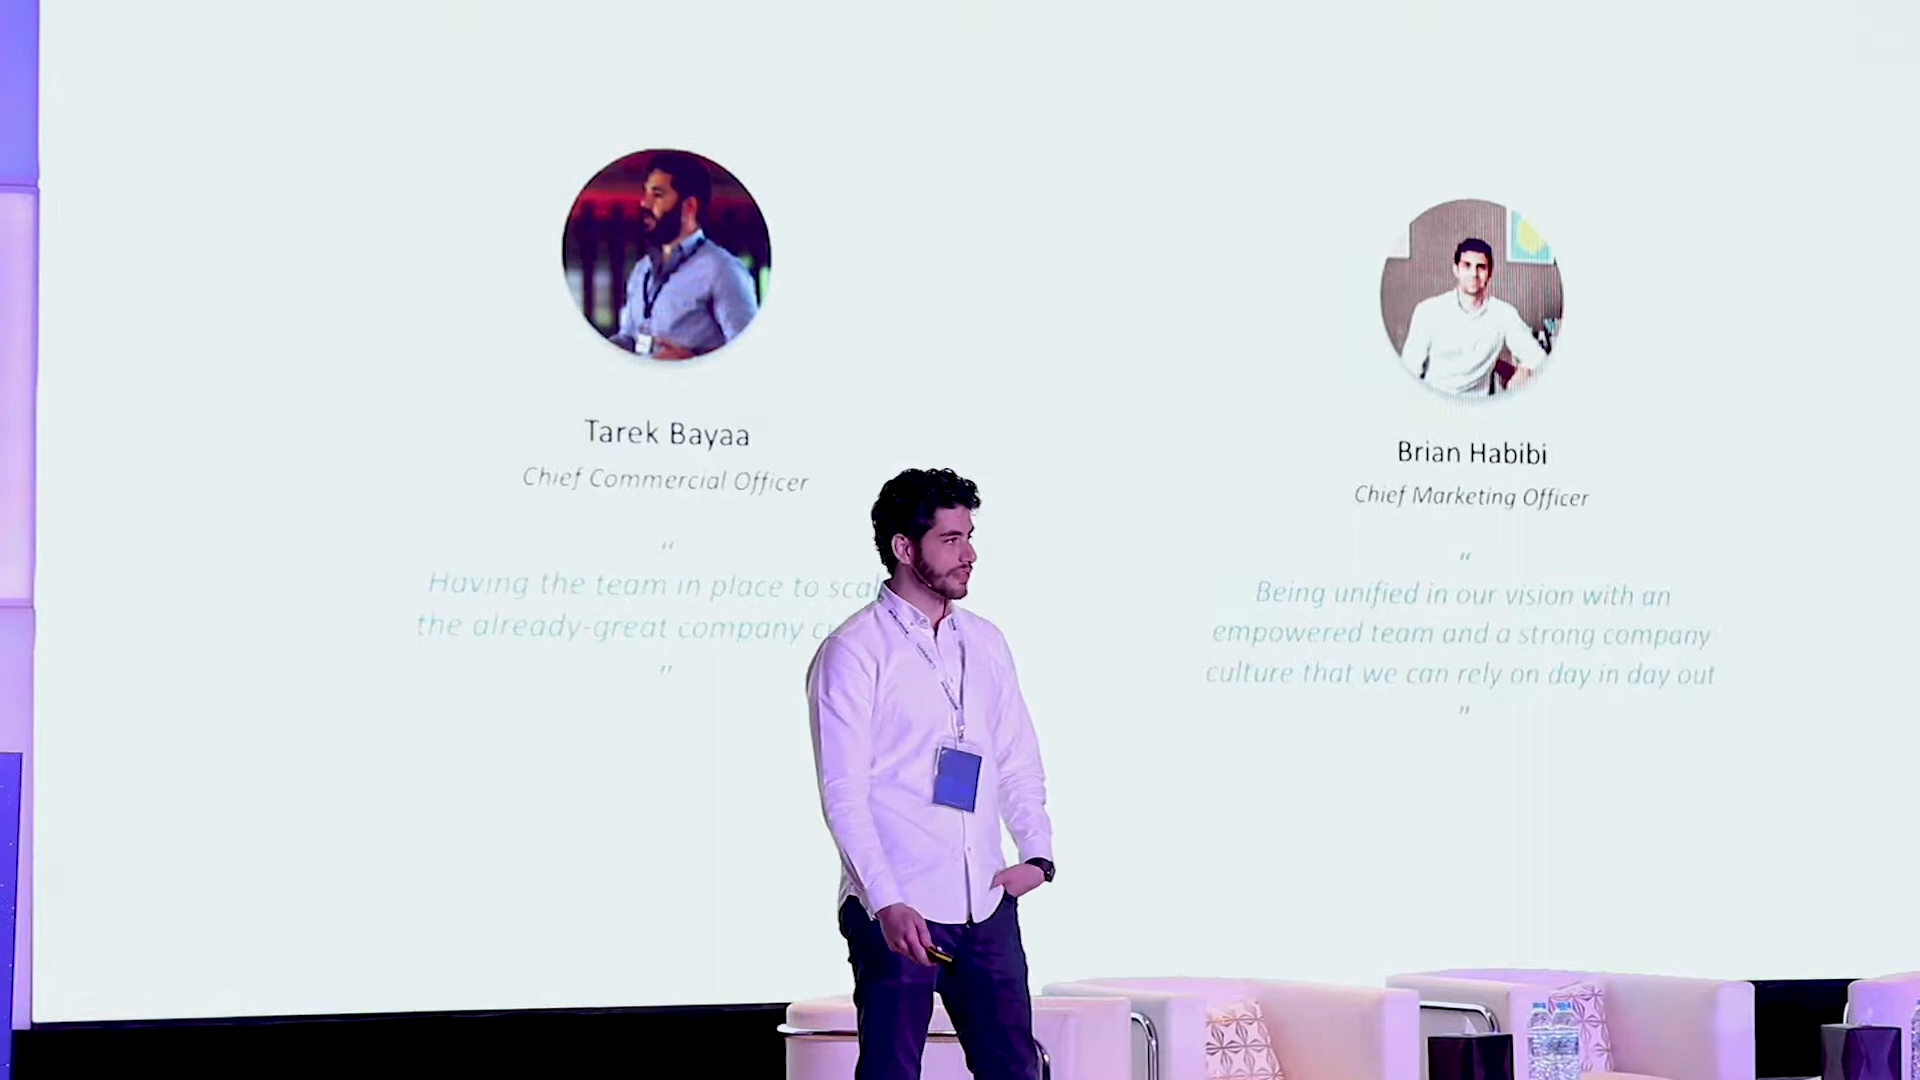 Tarek Bayaa
Chief Commercial Officer
“
Having the team in place to scal
the already-great company c
”
Brian Habibi
Chief Marketing Officer
“
Being unified in our vision with an
empowered team and a strong company
culture that we can rely on day in day out
”